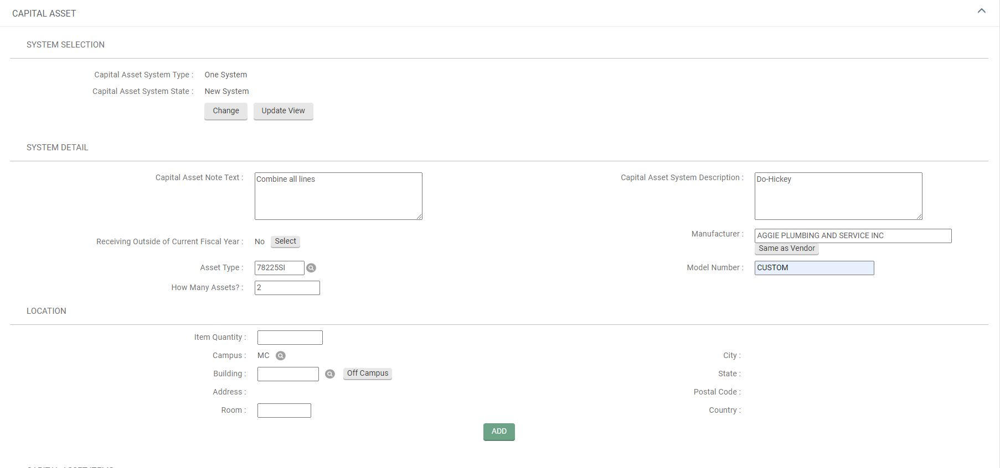 CAPITAL ASSET
SYSTEM SELECTION
Capital Asset System Type : One System
Capital Asset System State : New System
Change Update View
SYSTEM DETAIL
Capital Asset Note Text : Combine all lines Capital Asset System Description : Do-Hickey
Receiving Outside of Current Fiscal Year : No Select Manufacturer : AGGIE PLUMBING AND SERVICE INC
Same as Vendor
Asset Type : 78225SI Model Number : CUSTOM
How Many Assets? : 2
LOCATION
Item Quantity :
Campus : MC City :
Building : Off Campus State :
Address : Postal Code :
Room : Country :
ADD